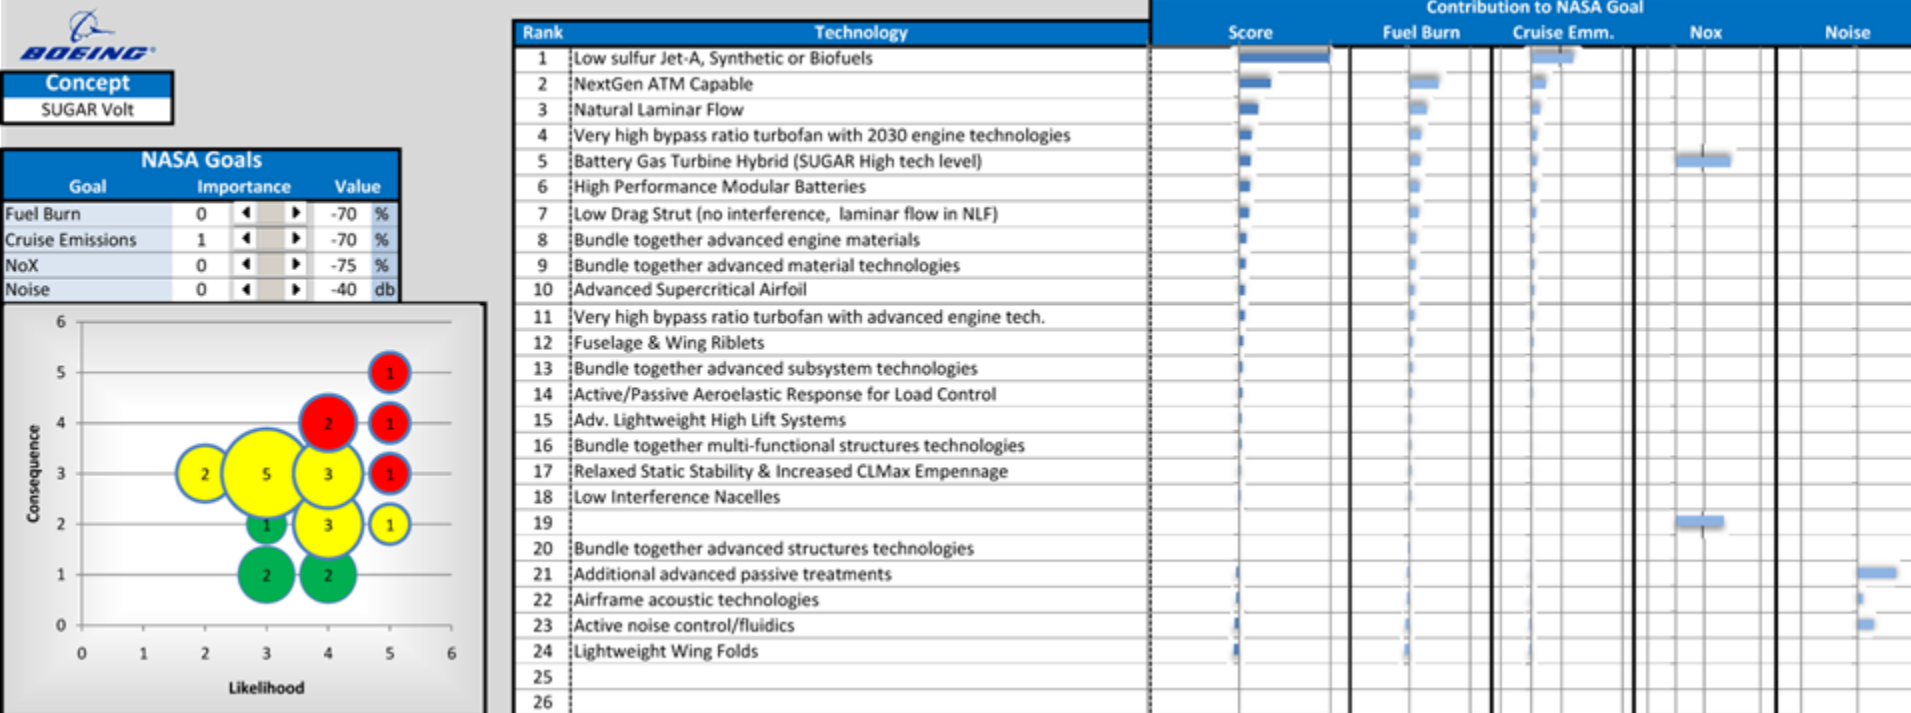 BOEING
Concept
SUGAR Volt
NASA Goals
Goal Importance Value
Fuel Burn 0 -70 %
Cruise Emissions 1 -70 %
NoX 0 -75 %
Noise 0 -40 db
6
5
4
3
2
1
0
Consequence
1
2 1
2 5 3 1
1 3 1
2 2
0 1 2 3 4 5 6
Likelihood
Contribution to NASA Goal
Rank Technology Score Fuel Burn Cruise Emm. Nox Noise
1 Low sulfur Jet-A, Synthetic or Biofuels
2 NextGen ATM Capable
3 Natural Laminar Flow
4 Very high bypass ratio turbofan with 2030 engine technologies
5 Battery Gas Turbine Hybrid (SUGAR High tech level)
6 High Performance Modular Batteries
7 Low Drag Strut (no interference, laminar flow in NLF)
8 Bundle together advanced engine materials
9 Bundle together advanced material technologies
10 Advanced Supercritical Airfoil
11 Very high bypass ratio turbofan with advanced engine tech.
12 Fuselage & Wing Riblets
13 Bundle together advanced subsystem technologies
14 Active/Passive Aeroelastic Response for Load Control
15 Adv. Lightweight High Lift Systems
16 Bundle together multi-functional structures technologies
17 Relaxed Static Stability & Increased CLMax Empennage
18 Low Interference Nacelles
19
20 Bundle together advanced structures technologies
21 Additional advanced passive treatments
22 Airframe acoustic technologies
23 Active noise control/fluidics
24 Lightweight Wing Folds
25
26